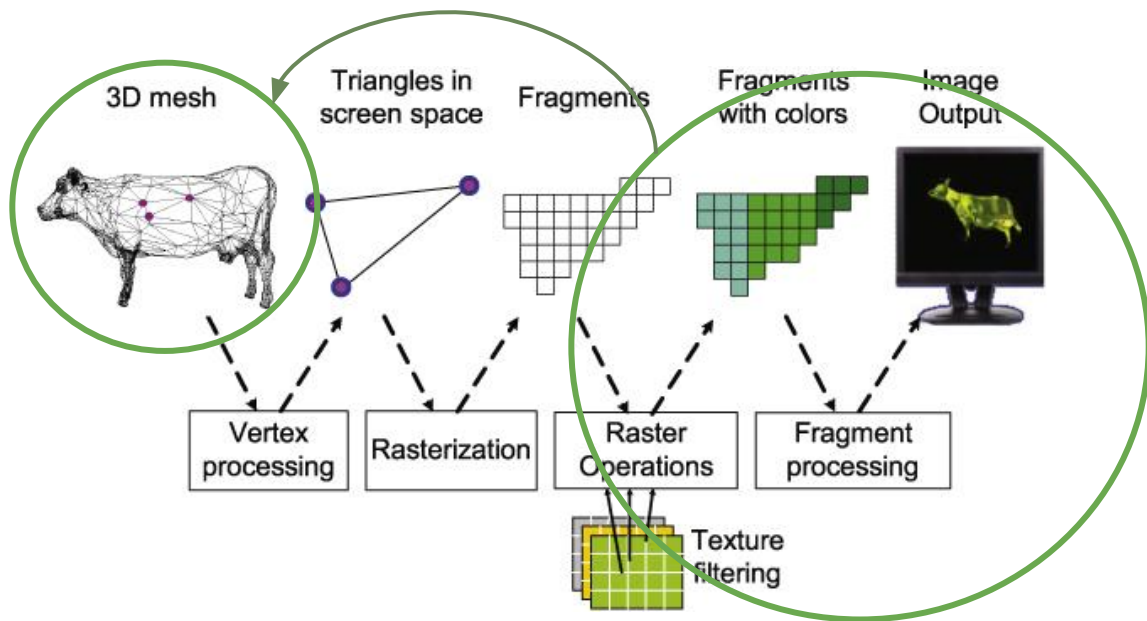 3D mesh
Triangles in
screen space
Fragments
Fragments
with colors
Image
Output
Vertex
processing
Rasterization
Raster
Operations
Fragment
processing
Texture
filtering